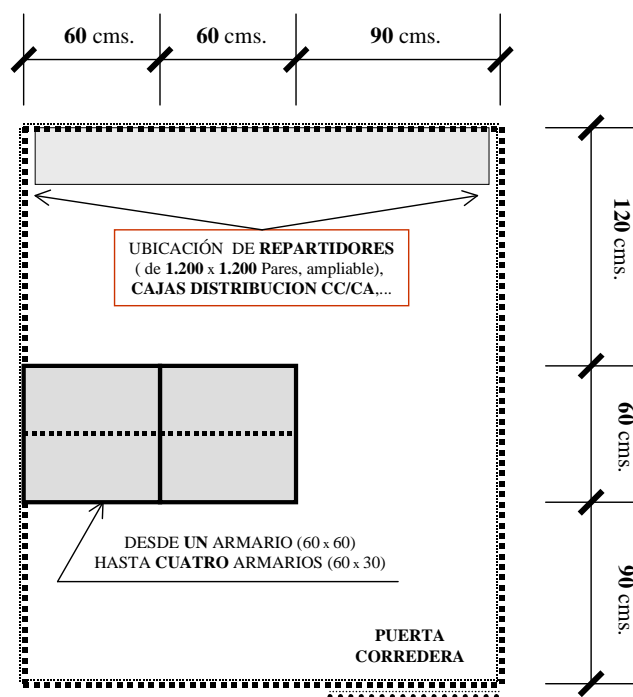 60 cms.
60 cms.
90 cms.
120 cms.
UBICACIÓN DE REPARTIDORES
( de 1.200 x 1.200 Pares, ampliable),
CAJAS DISTRIBUCION CC/CA,...
60 cms.
DESDE UN ARMARIO (60 x 60)
HASTA CUATRO ARMARIOS (60 x 30)
90 cms.
PUERTA
CORREDERA